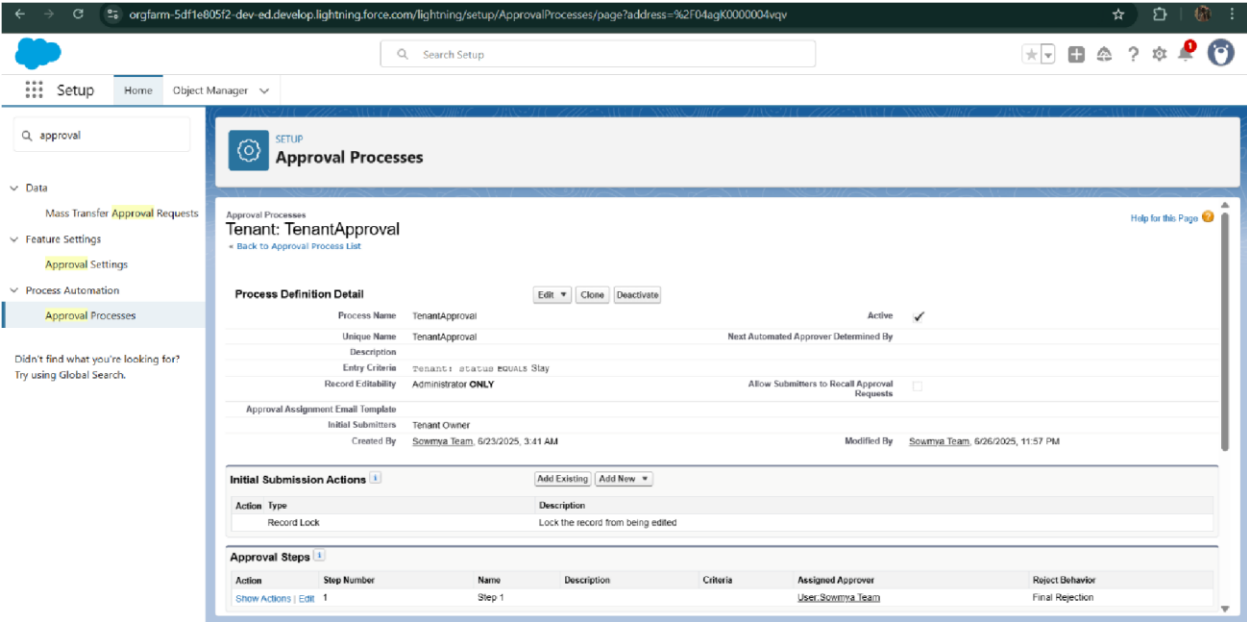 orgfarm-5df1e805f2-dev-ed.develop.lightning.force.com/lightning/setup/ApprovalProcesses/page?address=%2F04agK0000004vqv
Search Setup
1
Setup Home Object Manager
approval
Data
Mass Transfer Approval Requests
Feature Settings
Approval Settings
Process Automation
Approval Processes
Didn't find what you're looking for?
Try using Global Search.
SETUP
Approval Processes
Approval Processes
Tenant: TenantApproval
« Back to Approval Process List
Help for this Page ?
Process Definition Detail Edit Clone Deactivate
Process Name TenantApproval Active
Unique Name TenantApproval Next Automated Approver Determined By
Description
Entry Criteria Tenant: status EQUALS Stay
Record Editability Administrator ONLY Allow Submitters to Recall Approval
Requests
Approval Assignment Email Template
Initial Submitters Tenant Owner
Created By Sowmya Team, 6/23/2025, 3:41 AM Modified By Sowmya Team, 6/26/2025, 11:57 PM
Initial Submission Actions i Add Existing Add New
Action Type Description
Record Lock Lock the record from being edited
Approval Steps i
Action Step Number Name Description Criteria Assigned Approver Reject Behavior
Show Actions | Edit 1 Step 1 User:Sowmya Team Final Rejection